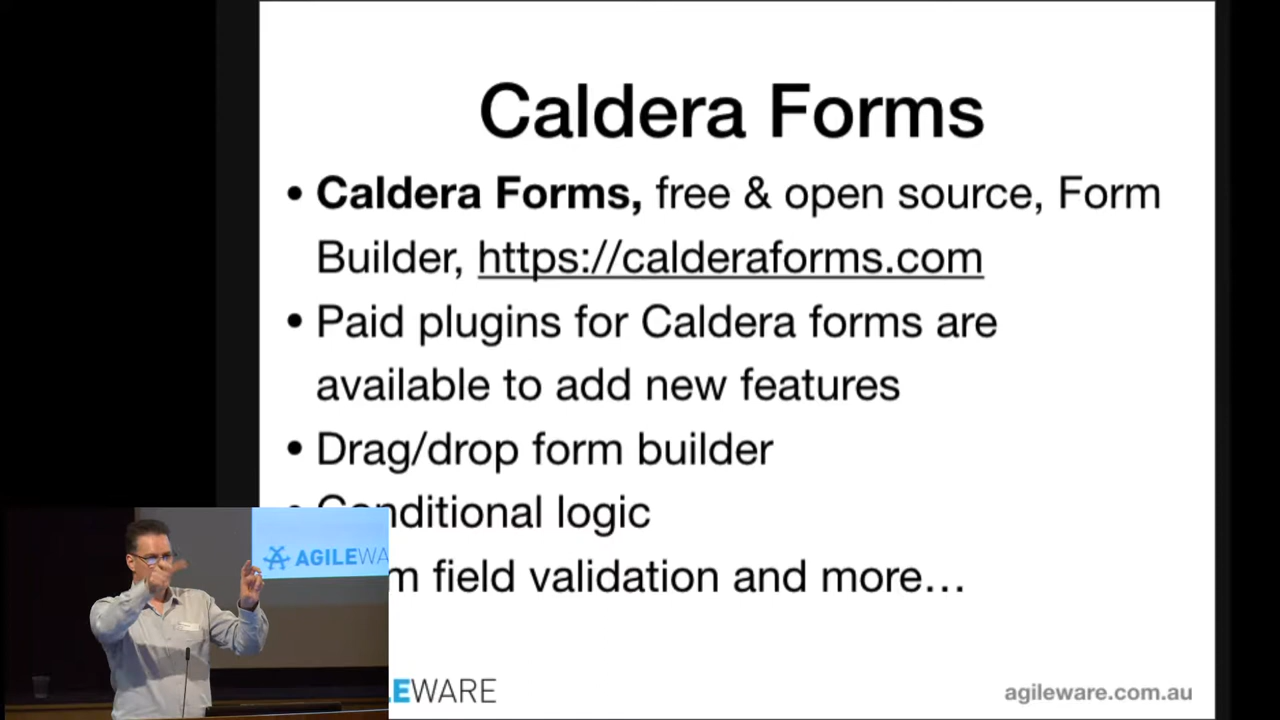 Caldera Forms
• Caldera Forms, free & open source, Form
Builder, https://calderaforms.com
• Paid plugins for Caldera forms are
available to add new features
• Drag/drop form builder
• Conditional logic
field validation and more…
AGILEWA
EWARE
agileware.com.au